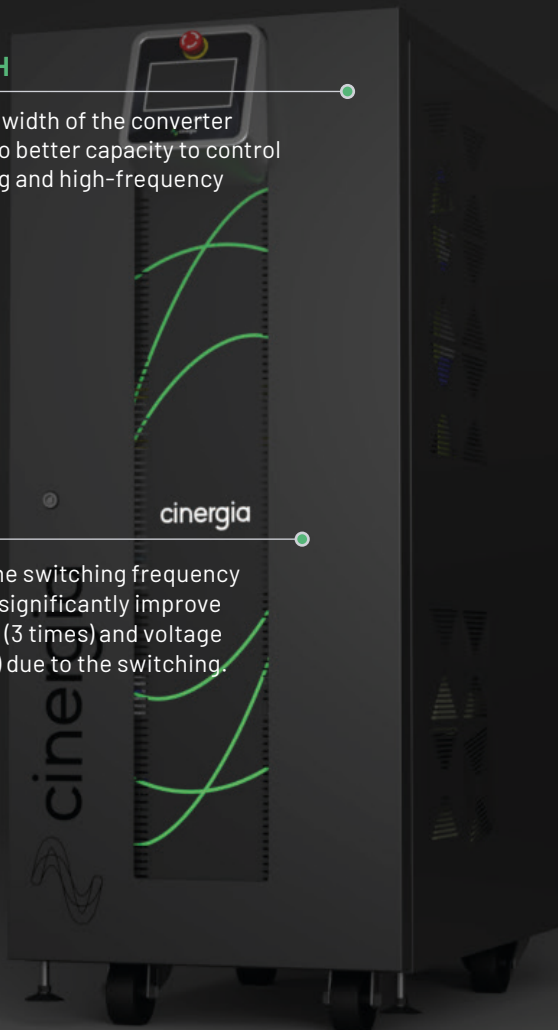 H
width of the converter
o better capacity to control
g and high-frequency
cinergia
switching frequency
significantly improve
(3 times) and voltage
) due to the switching.
cinergia